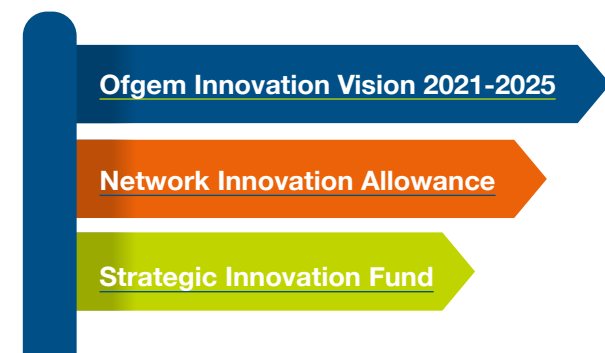 Ofgem Innovation Vision 2021-2025
Network Innovation Allowance
Strategic Innovation Fund